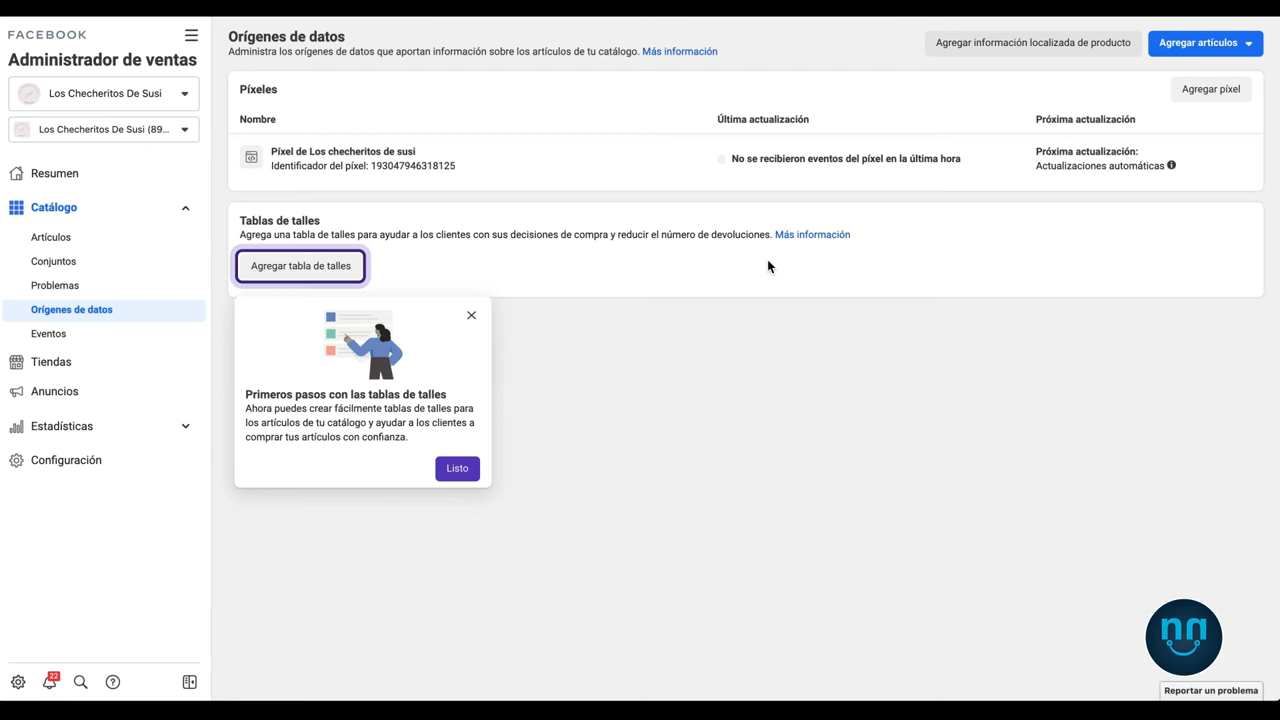 FACEBOOK
Administrador de ventas
Los Checheritos De Susi
Los Checheritos De Susi (89...
Resumen
Catálogo
Artículos
Conjuntos
Problemas
Orígenes de datos
Eventos
Tiendas
Anuncios
Estadísticas
Configuración
22
Orígenes de datos
Administra los orígenes de datos que aportan información sobre los artículos de tu catálogo. Más información
Agregar información localizada de producto
Agregar artículos
Píxeles
Agregar píxel
Nombre
Última actualización
Próxima actualización
Píxel de Los checheritos de susi
Identificador del píxel: 193047946318125
No se recibieron eventos del píxel en la última hora
Próxima actualización:
Actualizaciones automáticas
Tablas de talles
Agrega una tabla de talles para ayudar a los clientes con sus decisiones de compra y reducir el número de devoluciones. Más información
Agregar tabla de talles
Primeros pasos con las tablas de talles
Ahora puedes crear fácilmente tablas de talles para
los artículos de tu catálogo y ayudar a los clientes a
comprar tus artículos con confianza.
Listo
nn
Reportar un problema